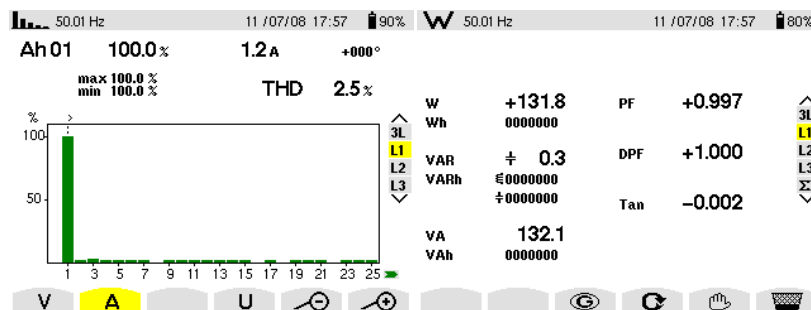 50.01 Hz 11/07/08 17:57 90%
Ah 01 100.0 % 1.2 A +000°
max 100.0 %
min 100.0 %
THD 2.5 %
%
100
50
1 3 5 7 9 11 13 15 17 19 21 23 25
3L
L1
L2
L3
V A U
W 50.01 Hz 11/07/08 17:57 80%
W +131.8 PF +0.997
Wh 0000000
VAR 0.3 DPF +1.000
VARh 0000000
0000000
Tan −0.002
VA 132.1
VAh 0000000
3L
L1
L2
L3
Σ
G